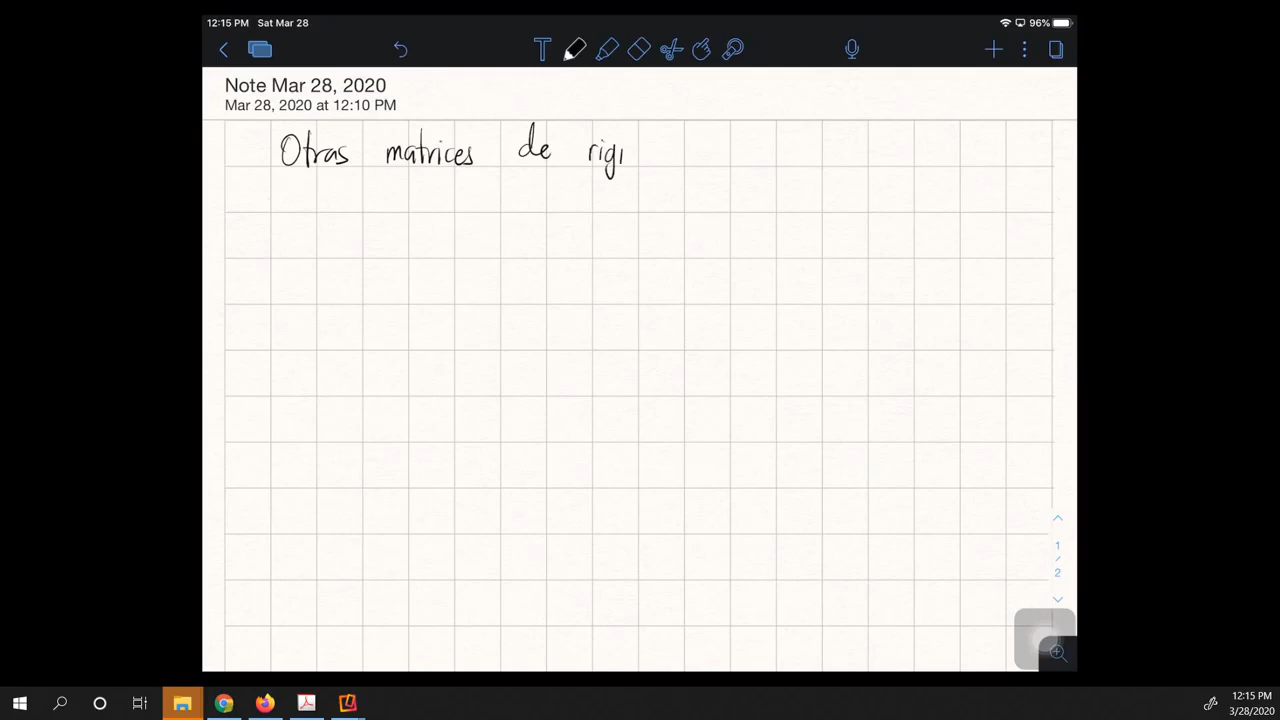 12:15 PM Sat Mar 28 96%
Note Mar 28, 2020
Mar 28, 2020 at 12:10 PM
Otras matrices de rigi
1
/
2
12:15 PM
3/28/2020